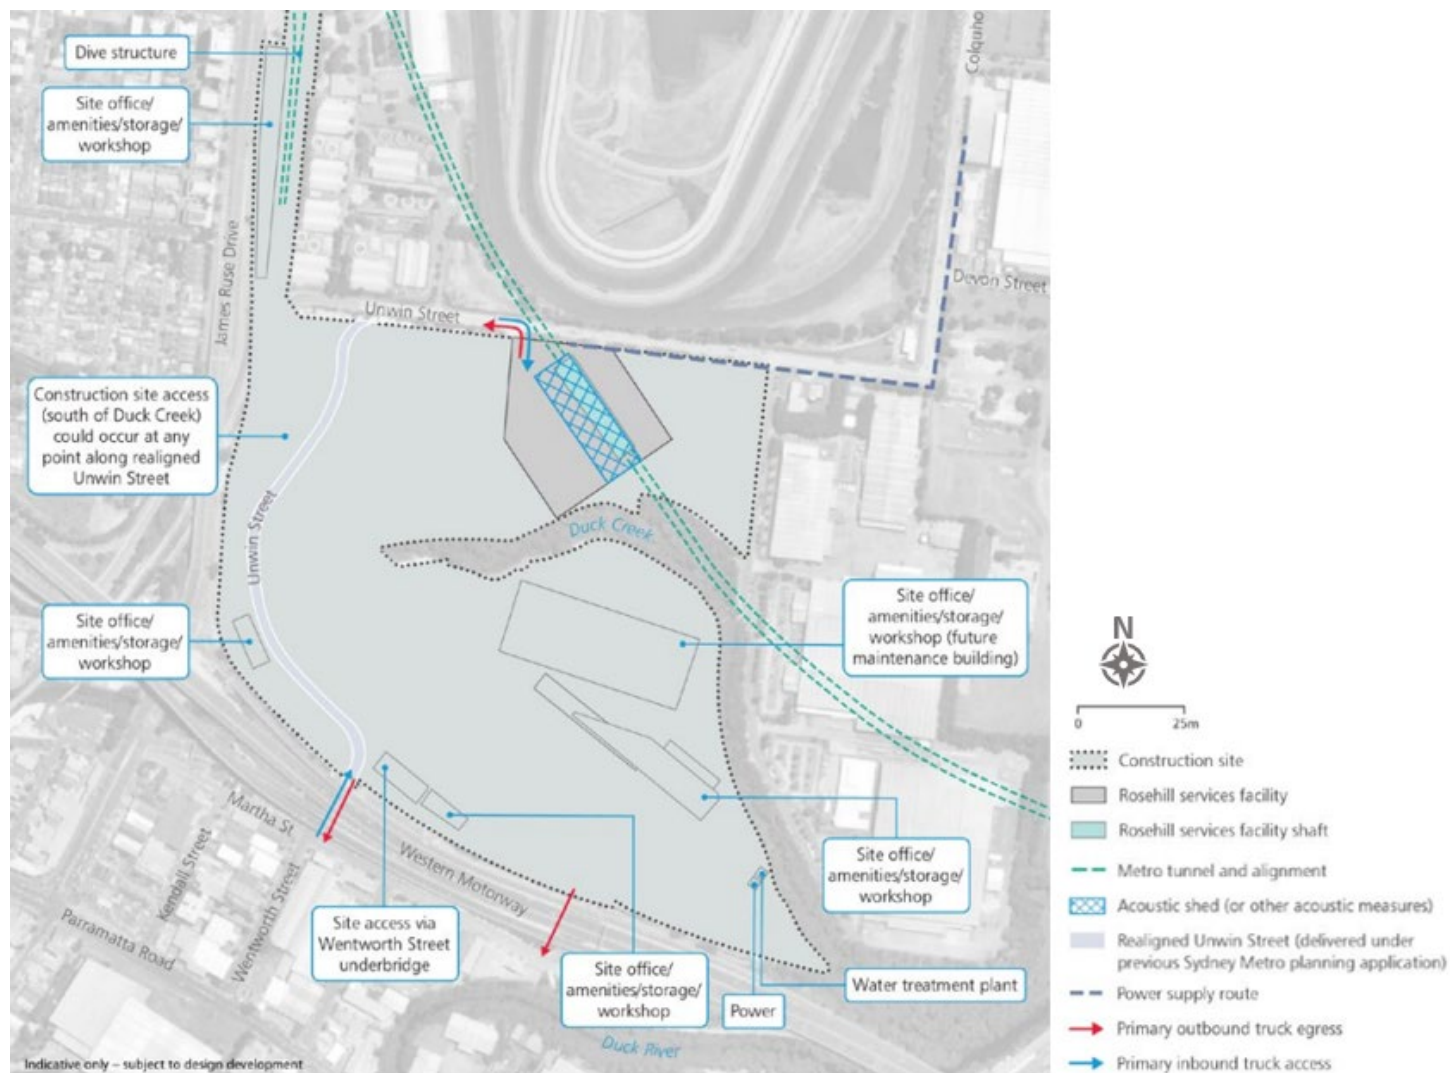 Dive structure
Site office/
amenities/storage/
workshop
James Ruse Drive
Colquho
Devon Street
Unwin Street
Construction site access
(south of Duck Creek)
could occur at any
point along realigned
Unwin Street
Unwin Street
Duck Creek
Site office/
amenities/storage/
workshop
Site office/
amenities/storage/
workshop (future
maintenance building)
Martha St.
Kendall Street
Wentworth Street
Parramatta Road
Western Motorway
Site access via
Wentworth Street
underbridge
Site office/
amenities/storage/
workshop
Site office/
amenities/storage/
workshop
Power
Water treatment plant
Duck River
Indicative only – subject to design development
N
0 25m
Construction site
Rosehill services facility
Rosehill services facility shaft
Metro tunnel and alignment
Acoustic shed (or other acoustic measures)
Realigned Unwin Street (delivered under
previous Sydney Metro planning application)
Power supply route
Primary outbound truck egress
Primary inbound truck access